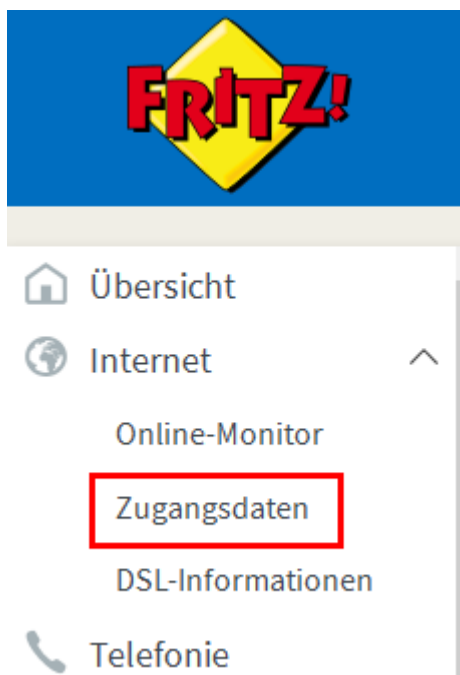 FRITZ!
Übersicht
Internet
Online-Monitor
Zugangsdaten
DSL-Informationen
Telefonie